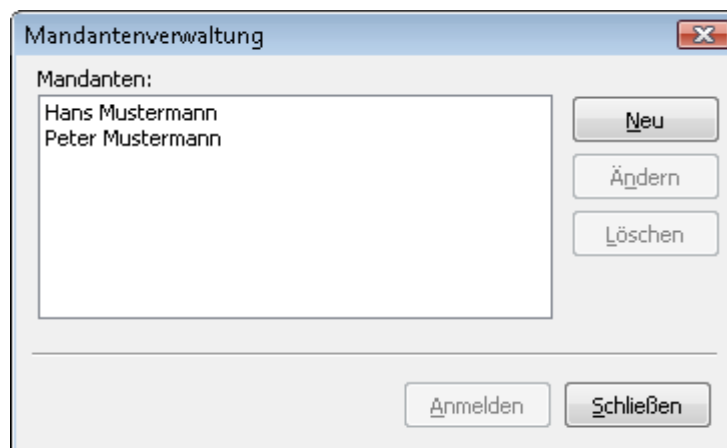 Mandantenverwaltung
Mandanten:
Hans Mustermann
Peter Mustermann
Neu
Ändern
Löschen
Anmelden
Schließen